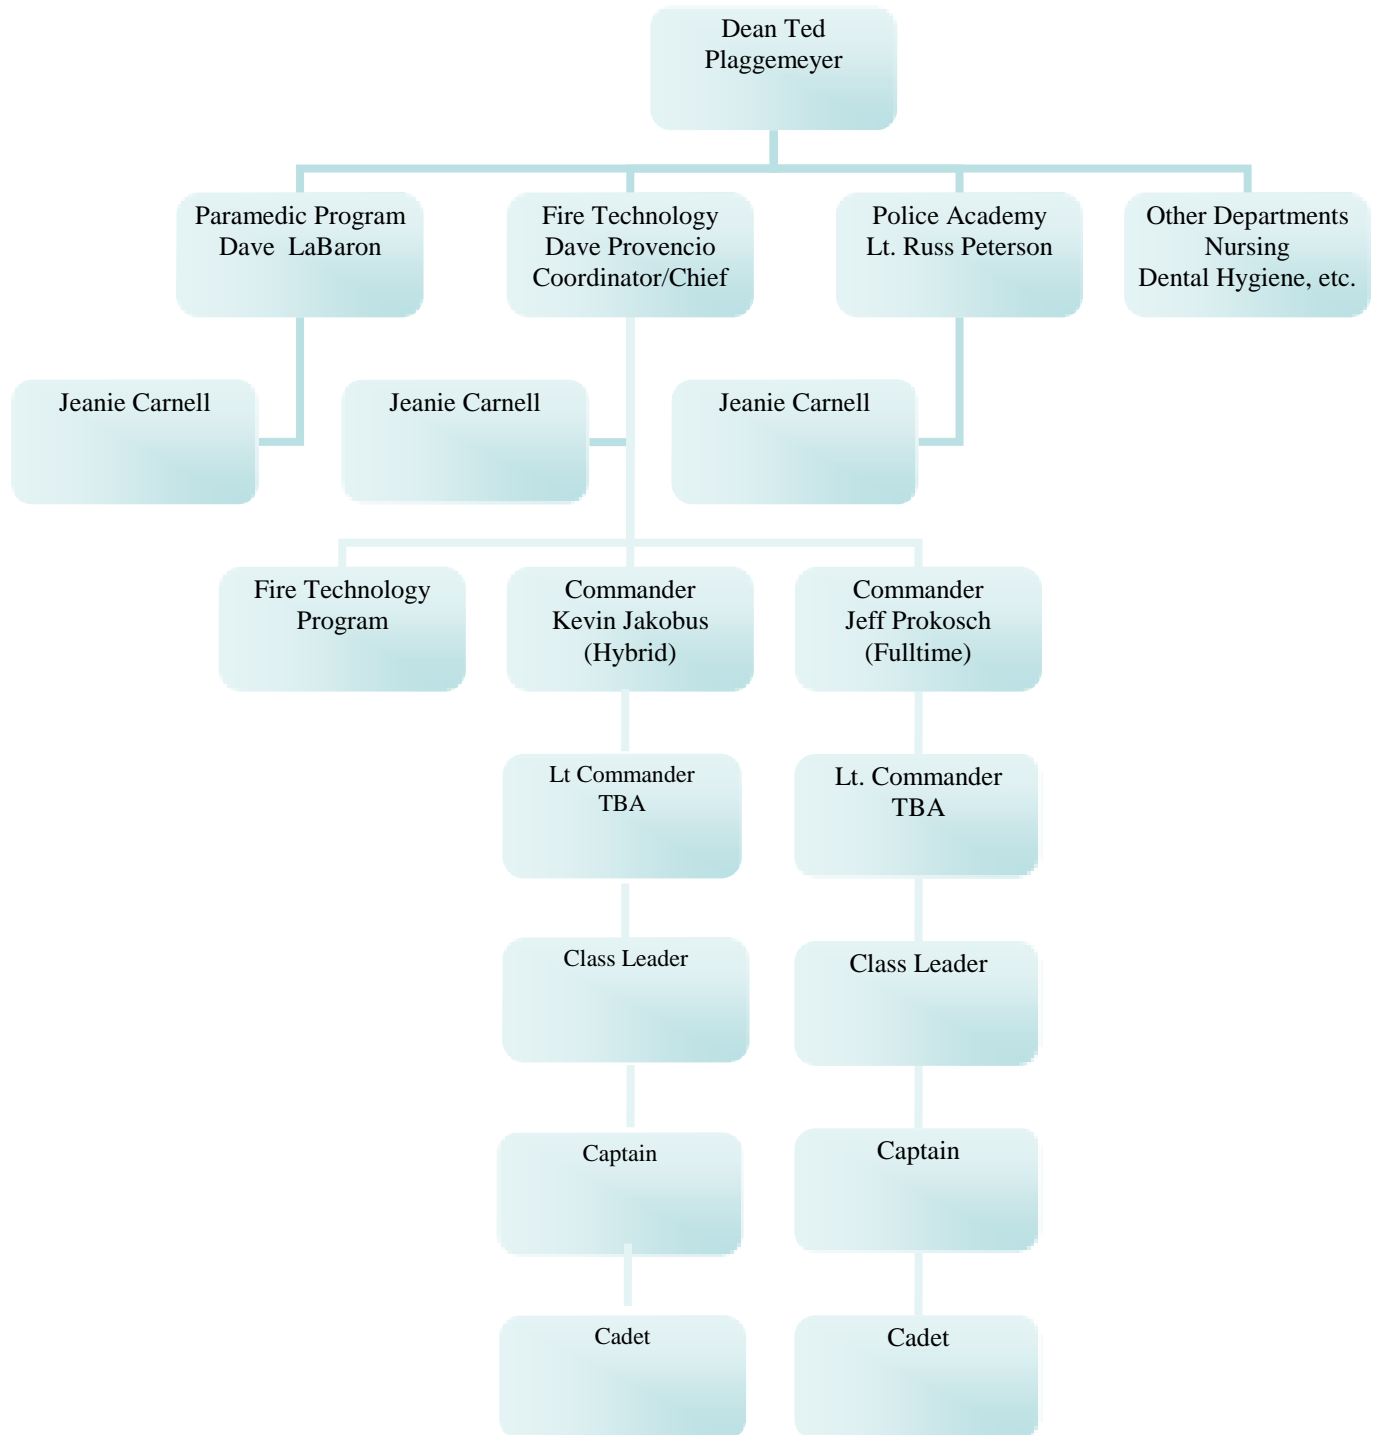 Dean Ted
Plaggemeyer
Paramedic Program
Dave  LaBaron
Fire Technology
Dave Provencio
Coordinator/Chief
Police Academy
Lt. Russ Peterson
Other Departments
Nursing
Dental Hygiene, etc.
Jeanie Carnell
Jeanie Carnell
Jeanie Carnell
Fire Technology
Program
Commander
Kevin Jakobus
(Hybrid)
Commander
Jeff Prokosch
(Fulltime)
Lt Commander
TBA
Lt. Commander
TBA
Class Leader
Class Leader
Captain
Captain
Cadet
Cadet